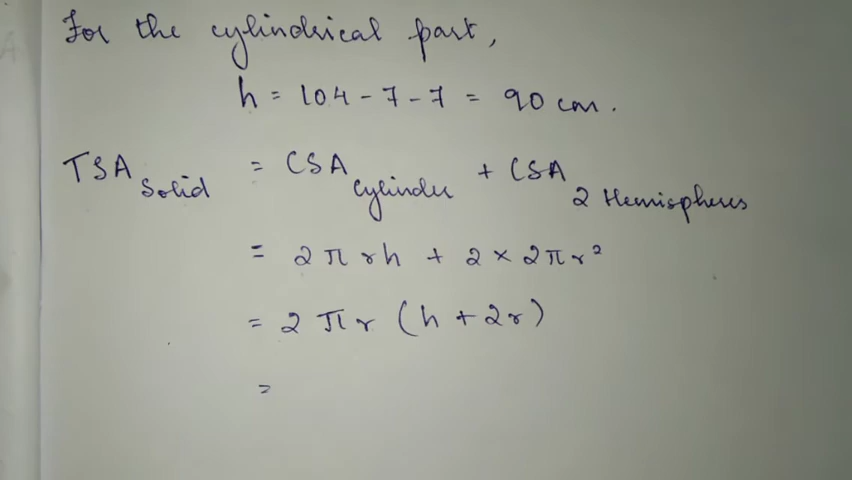 For the cylindrical part,
h = 104 - 7 - 7 = 90 cm.
TSA Solid = CSA Cylinder + CSA 2 Hemispheres
= 2πrh + 2 × 2πr²
= 2πr (h + 2r)
=